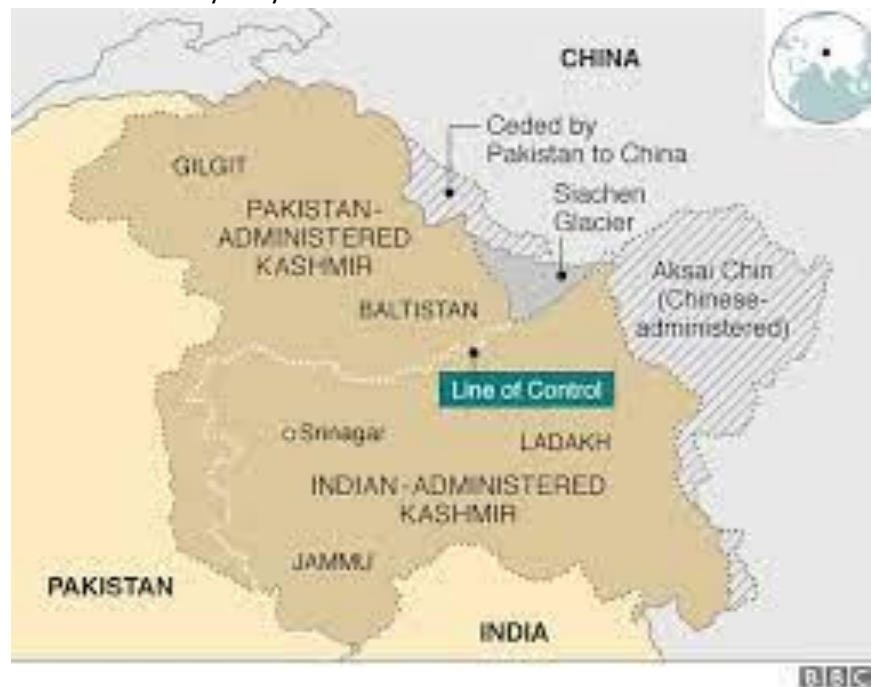 CHINA
Ceded by
Pakistan to China
Siachen
Glacier
GILGIT
PAKISTAN-
ADMINISTERED
KASHMIR
Aksai Chin
(Chinese-
administered)
BALTISTAN
Line of Control
Srinagar
LADAKH
INDIAN-ADMINISTERED
KASHMIR
JAMMU
PAKISTAN
INDIA
BBC